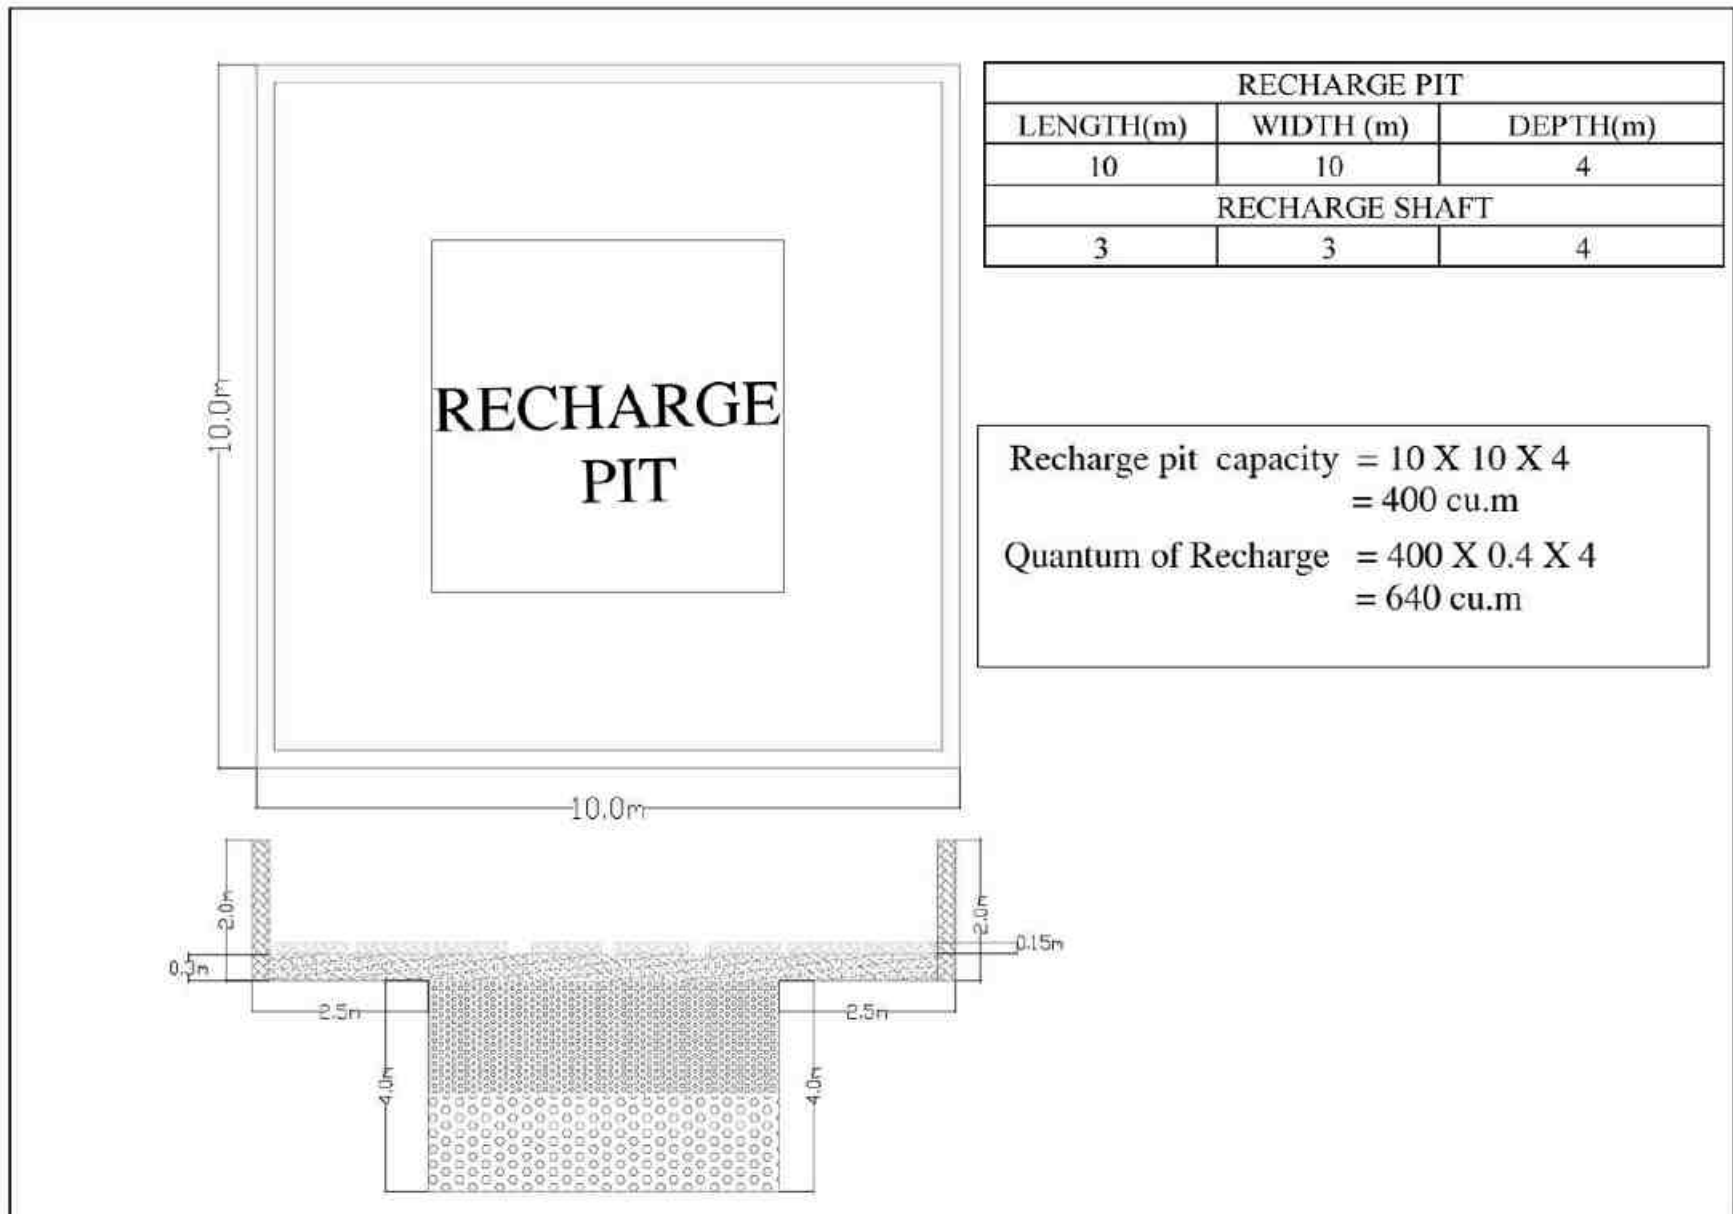 RECHARGE PIT
LENGTH(m) WIDTH (m) DEPTH(m)
10 10 4
RECHARGE SHAFT
3 3 4
10.0m
RECHARGE
PIT
10.0m
Recharge pit capacity = 10 X 10 X 4
= 400 cu.m
Quantum of Recharge = 400 X 0.4 X 4
= 640 cu.m
2.0m
2.0m
0.15m
0.3m
2.5m
2.5m
4.0m
4.0m